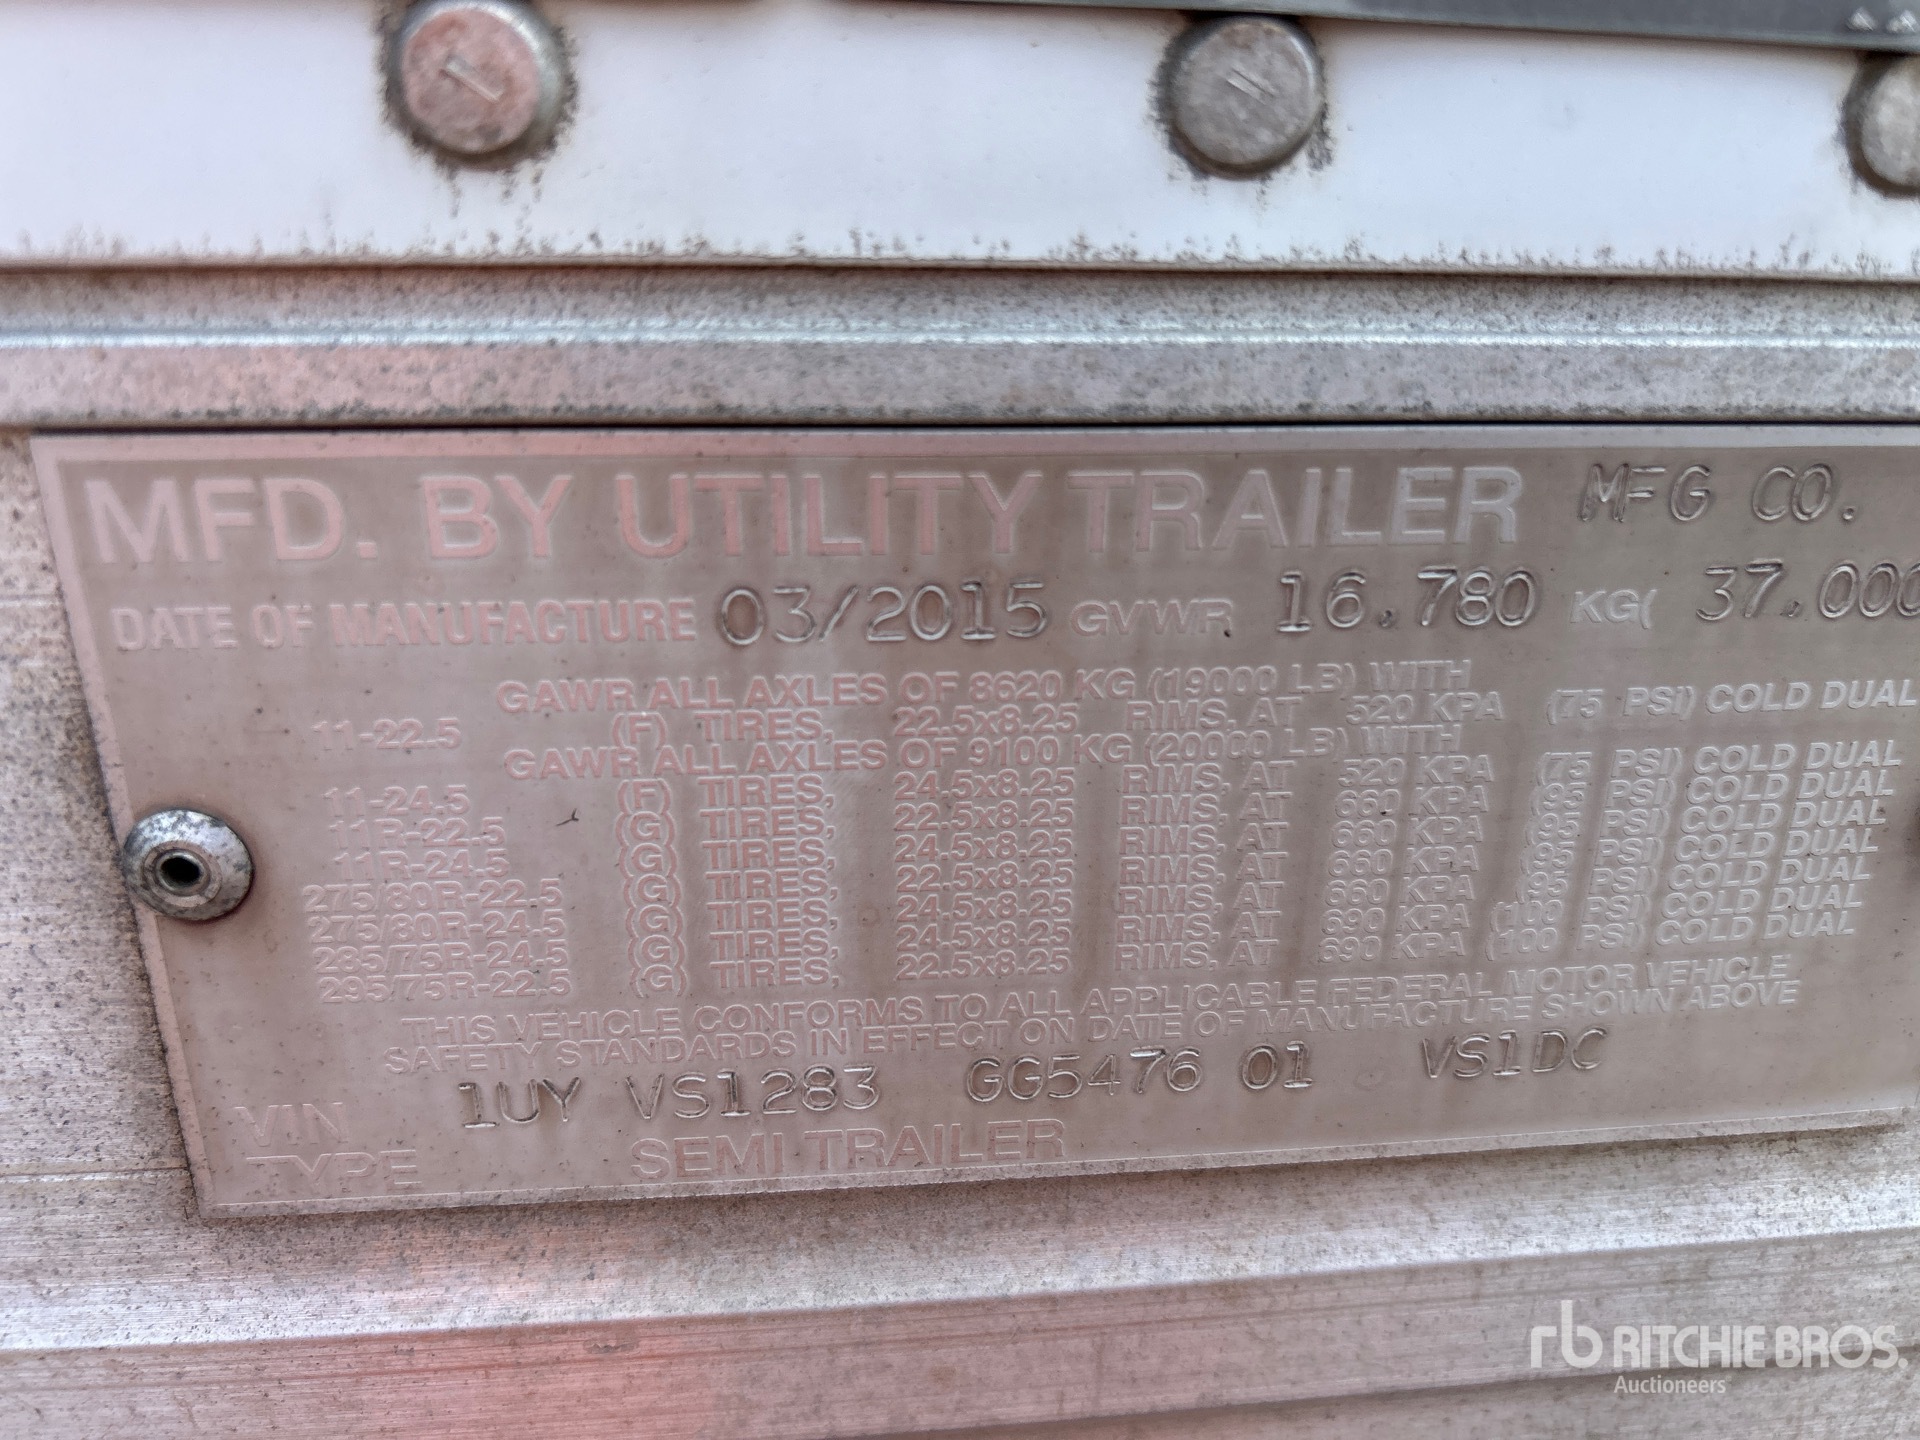 MFD. BY UTILITY TRAILER MFG CO.
DATE OF MANUFACTURE 03/2015 GVWR 16.780 KG( 37.000
GAWR ALL AXLES OF 8620 KG (19000 LB) WITH
11-22.5 (F) TIRES, 22.5x8.25 RIMS, AT 520 KPA (75 PSI) COLD DUAL
GAWR ALL AXLES OF 9100 KG (20000 LB) WITH
11-24.5 (F) TIRES, 24.5x8.25 RIMS, AT 520 KPA (75 PSI) COLD DUAL
11R-22.5 (G) TIRES, 22.5x8.25 RIMS, AT 660 KPA (95 PSI) COLD DUAL
11R-24.5 (G) TIRES, 24.5x8.25 RIMS, AT 660 KPA (95 PSI) COLD DUAL
275/80R-22.5 (G) TIRES, 22.5x8.25 RIMS, AT 660 KPA (95 PSI) COLD DUAL
275/80R-24.5 (G) TIRES, 24.5x8.25 RIMS, AT 660 KPA (95 PSI) COLD DUAL
285/75R-24.5 (G) TIRES, 24.5x8.25 RIMS, AT 690 KPA (100 PSI) COLD DUAL
295/75R-22.5 (G) TIRES, 22.5x8.25 RIMS, AT 690 KPA (100 PSI) COLD DUAL
THIS VEHICLE CONFORMS TO ALL APPLICABLE FEDERAL MOTOR VEHICLE
SAFETY STANDARDS IN EFFECT ON DATE OF MANUFACTURE SHOWN ABOVE
VIN 1UY VS1283 GG5476 01 VS1DC
TYPE SEMI TRAILER
rb RITCHIE BROS.
Auctioneers